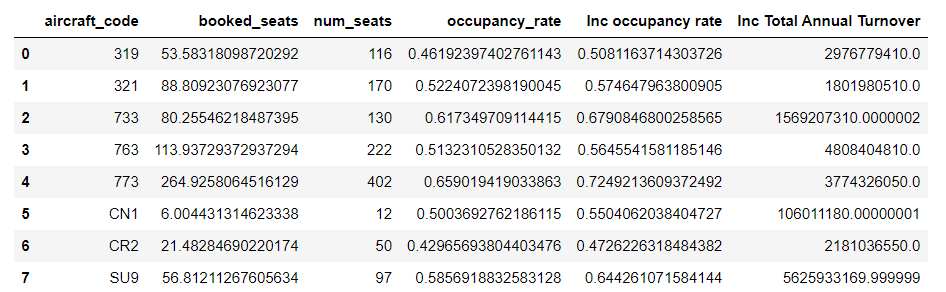 aircraft_code booked_seats num_seats occupancy_rate Inc occupancy rate Inc Total Annual Turnover
0 319 53.58318098720292 116 0.46192397402761143 0.5081163714303726 2976779410.0
1 321 88.80923076923077 170 0.5224072398190045 0.574647963800905 1801980510.0
2 733 80.25546218487395 130 0.617349709114415 0.6790846800258565 1569207310.0000002
3 763 113.93729372937294 222 0.5132310528350132 0.5645541581185146 4808404810.0
4 773 264.9258064516129 402 0.659019419033863 0.7249213609372492 3774326050.0
5 CN1 6.004431314623338 12 0.5003692762186115 0.5504062038404727 106011180.00000001
6 CR2 21.48284690220174 50 0.42965693804403476 0.4726226318484382 2181036550.0
7 SU9 56.81211267605634 97 0.5856918832583128 0.644261071584144 5625933169.999999